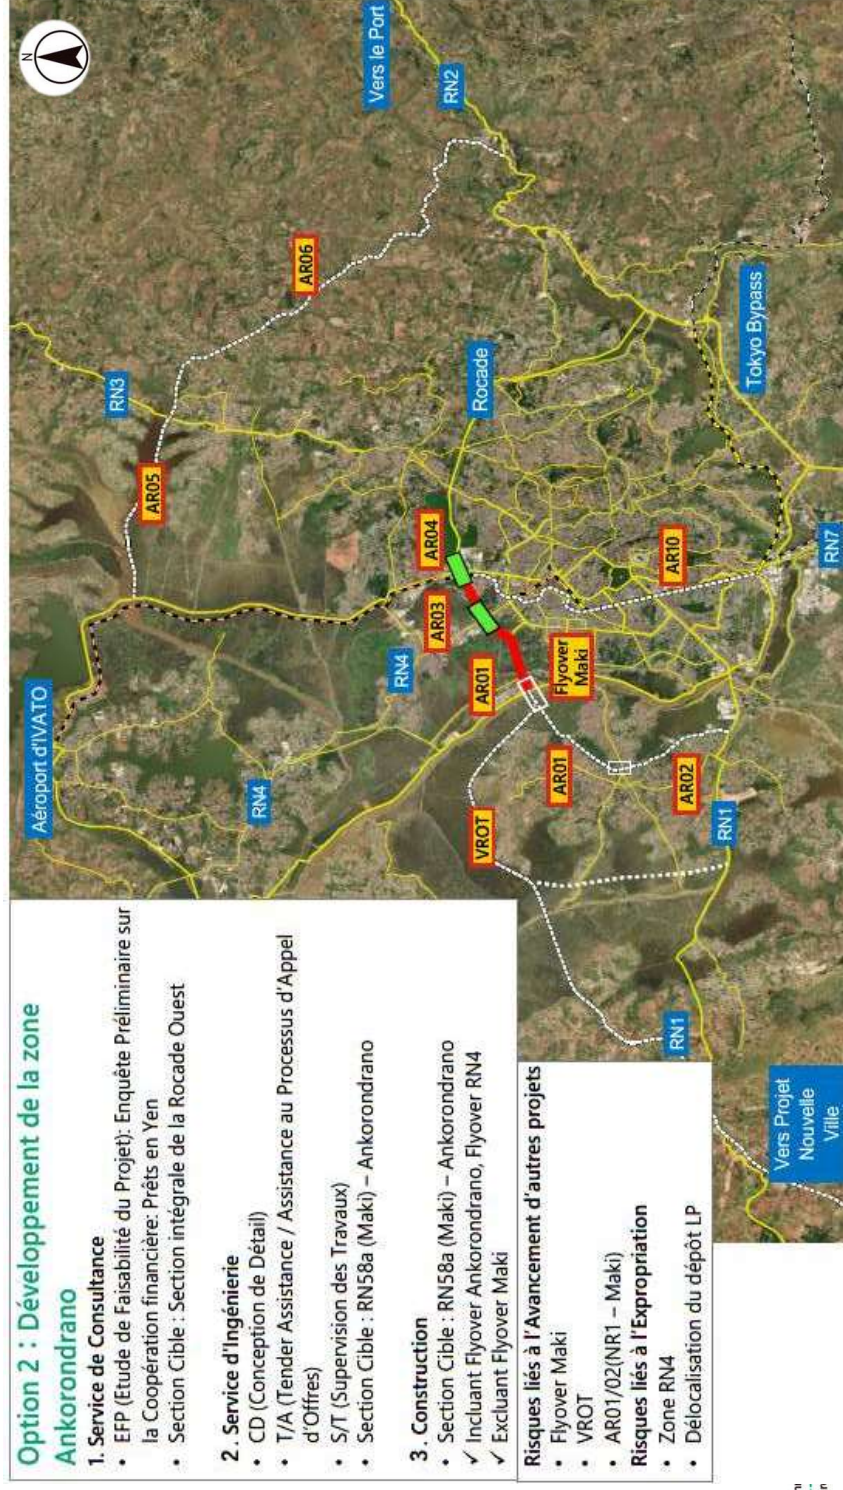 Option 2 : Développement de la zone
Ankorondrano
1. Service de Consultance
• EFP (Etude de Faisabilité du Projet): Enquête Préliminaire sur
la Coopération financière: Prêts en Yen
• Section Cible : Section intégrale de la Rocade Ouest
2. Service d'Ingénierie
• CD (Conception de Détail)
• T/A (Tender Assistance / Assistance au Processus d'Appel
d'Offres)
• S/T (Supervision des Travaux)
• Section Cible : RN58a (Maki) – Ankorondrano
3. Construction
• Section Cible : RN58a (Maki) – Ankorondrano
✓ Incluant Flyover Ankorondrano, Flyover RN4
✓ Excluant Flyover Maki
Risques liés à l'Avancement d'autres projets
• Flyover Maki
• VROT
• AR01/02(NR1 – Maki)
Risques liés à l'Expropriation
• Zone RN4
• Délocalisation du dépôt LP
Aéroport d'IVATO
RN3
AR05
AR06
N
Vers le Port
RN2
RN4
RN4
AR03
AR04
Rocade
AR01
VROT
Flyover
Maki
AR01
AR02
AR10
RN1
RN1
Tokyo Bypass
RN7
Vers Projet
Nouvelle
Ville